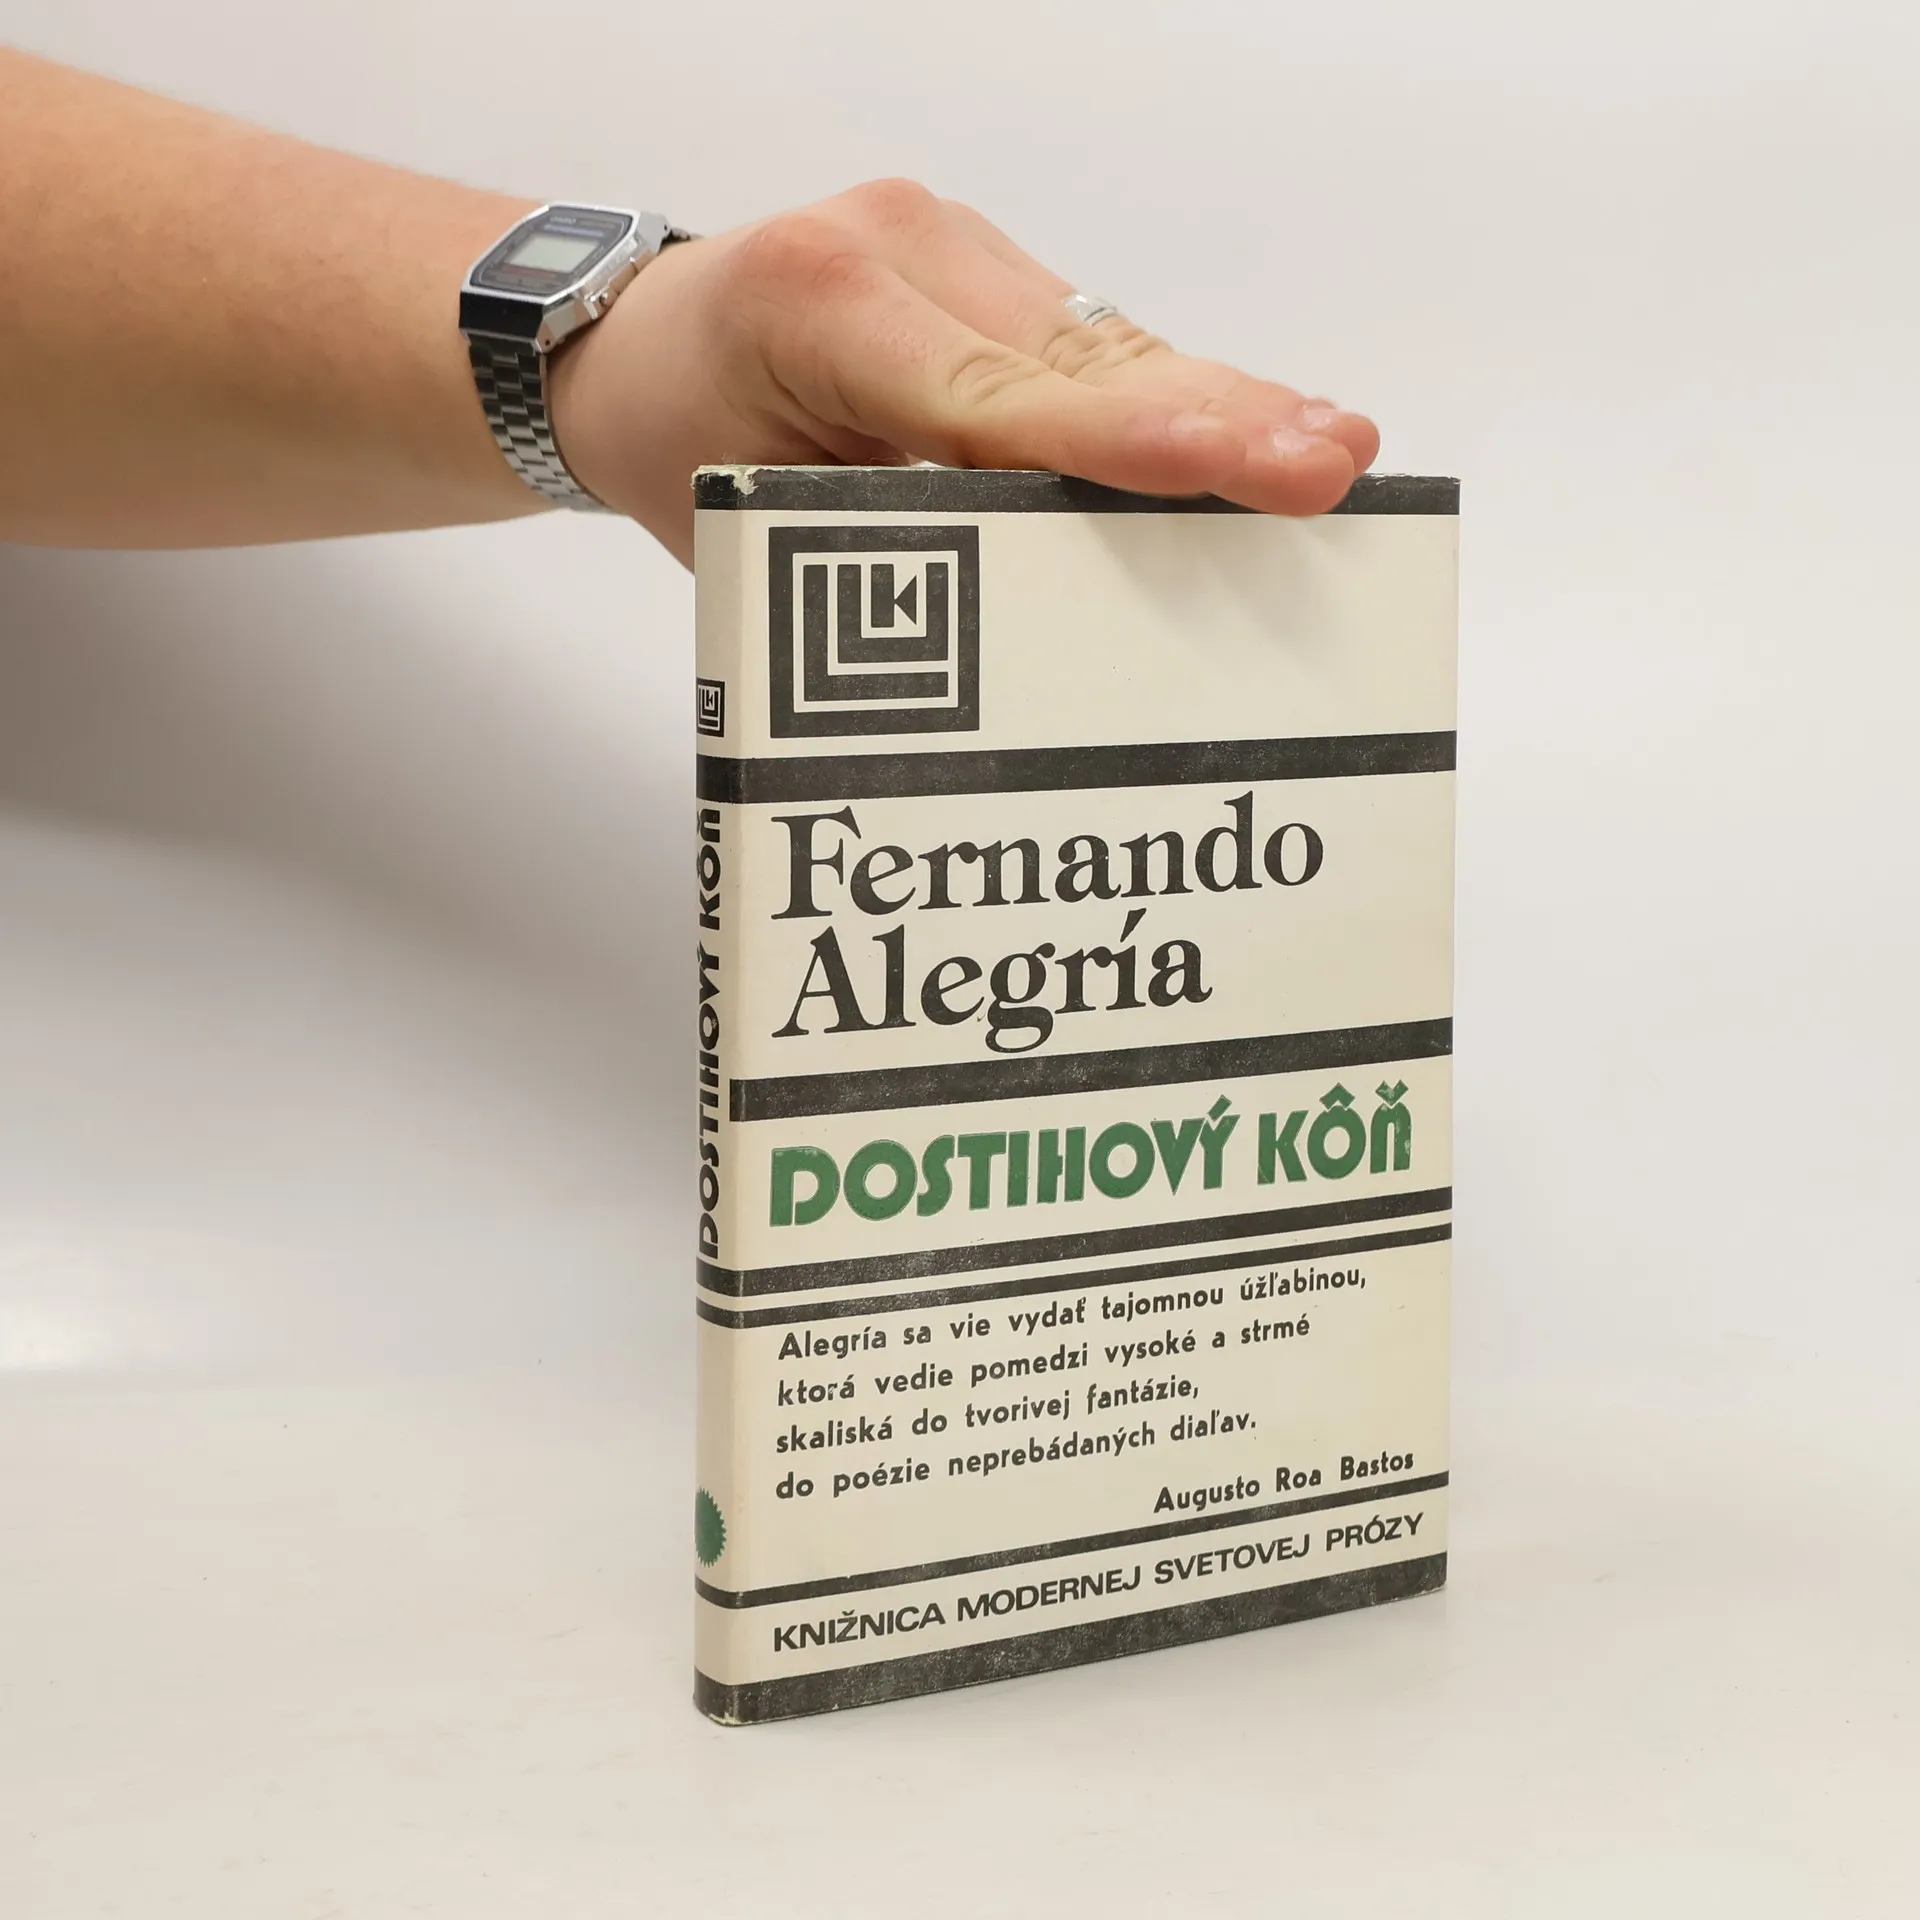 Fernando
Alegría
DOSTIHOVÝ KÔŇ
Alegría sa vie vydať tajomnou úžľabinou,
ktorá vedie pomedzi vysoké a strmé
skaliská do tvorivej fantázie,
do poézie neprebádaných diaľav.
Augusto Roa Bastos
KNIŽNICA MODERNEJ SVETOVEJ PRÓZY
DOSTIHOVÝ KÔŇ